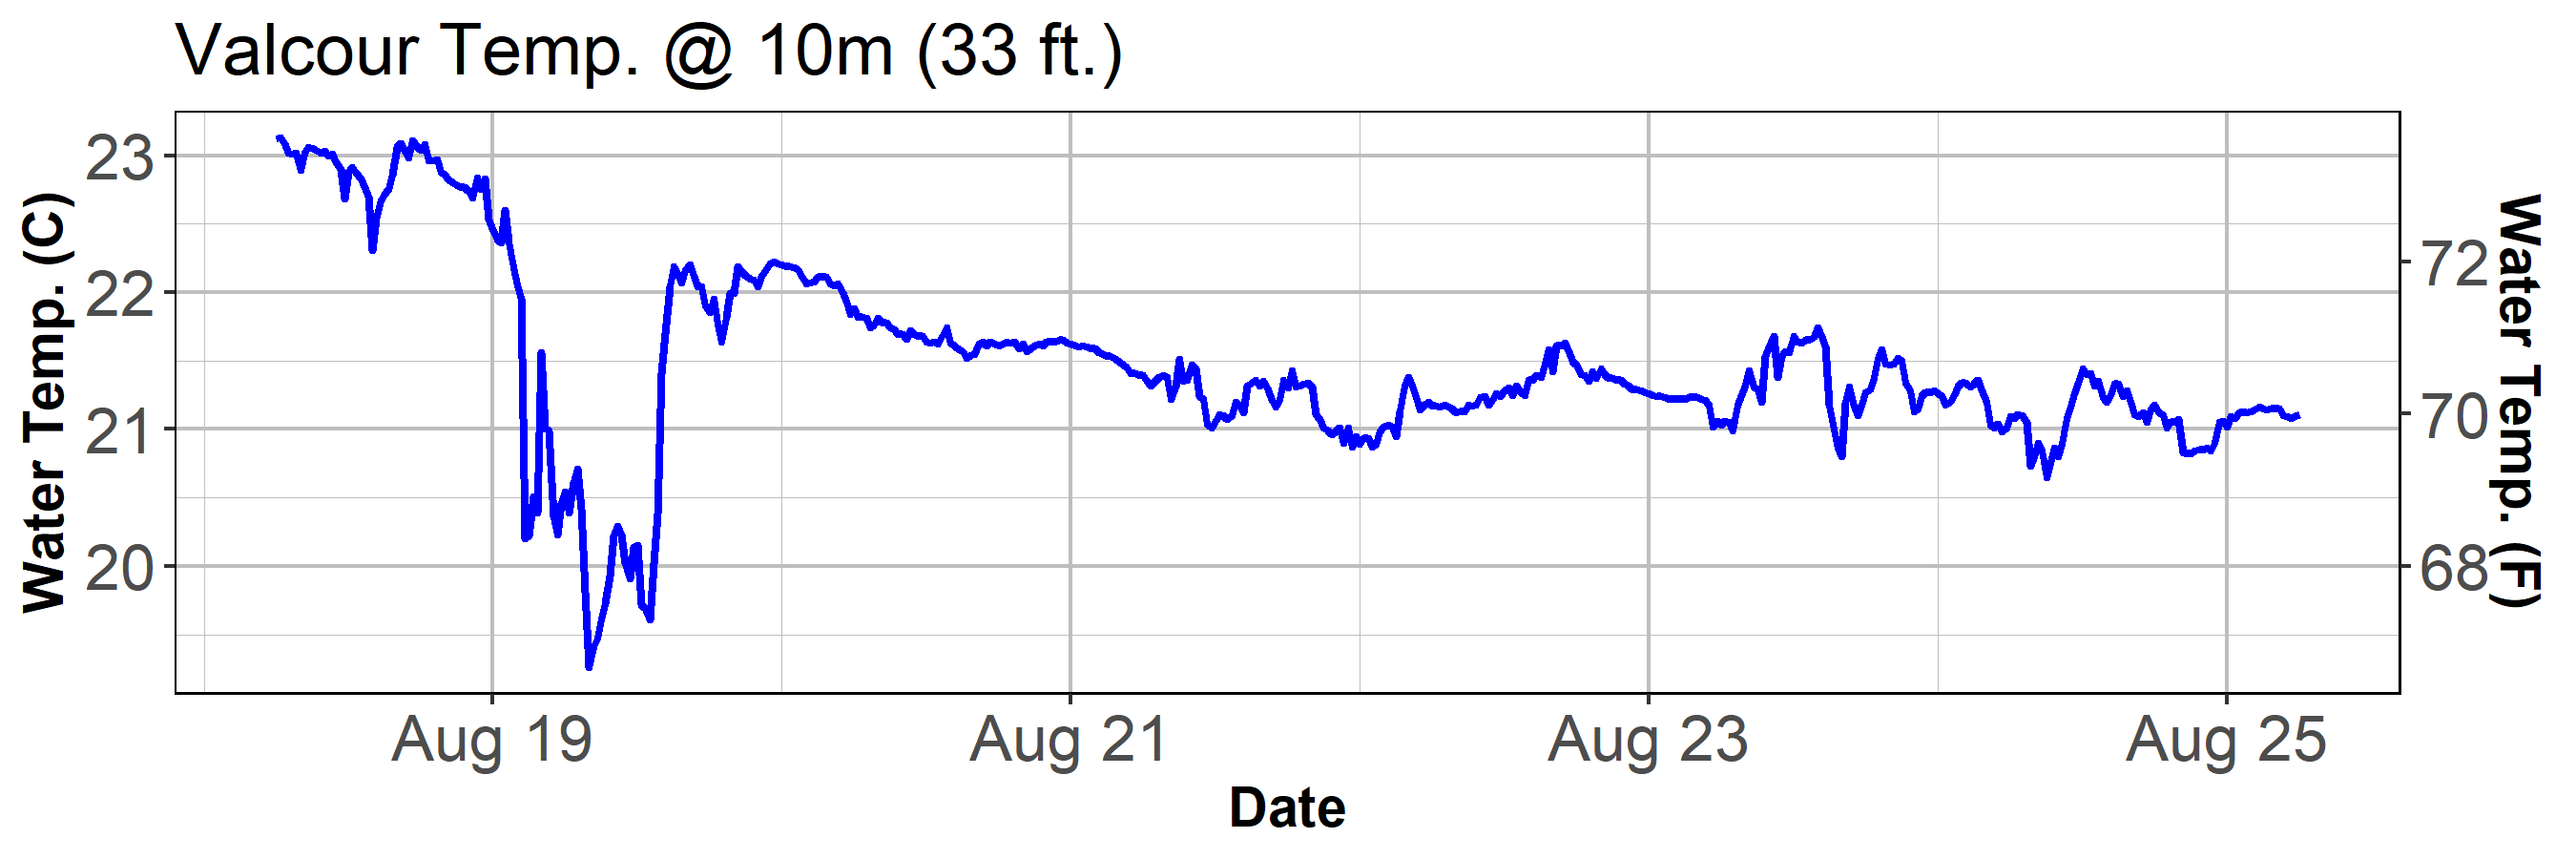 Valcour Temp. @ 10m (33 ft.)
Water Temp. (C)
23
22
21
20
72
70
68
Water Temp. (F)
Aug 19
Aug 21
Aug 23
Aug 25
Date